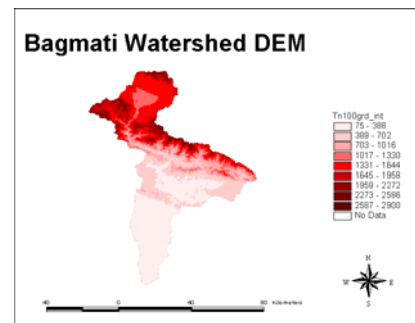 Bagmati Watershed DEM
Tn100grd_int
75 - 388
389 - 702
703 - 1016
1017 - 1330
1331 - 1644
1645 - 1958
1959 - 2272
2273 - 2586
2587 - 2900
No Data
N
W E
S
40 0 40 80 Kilometers